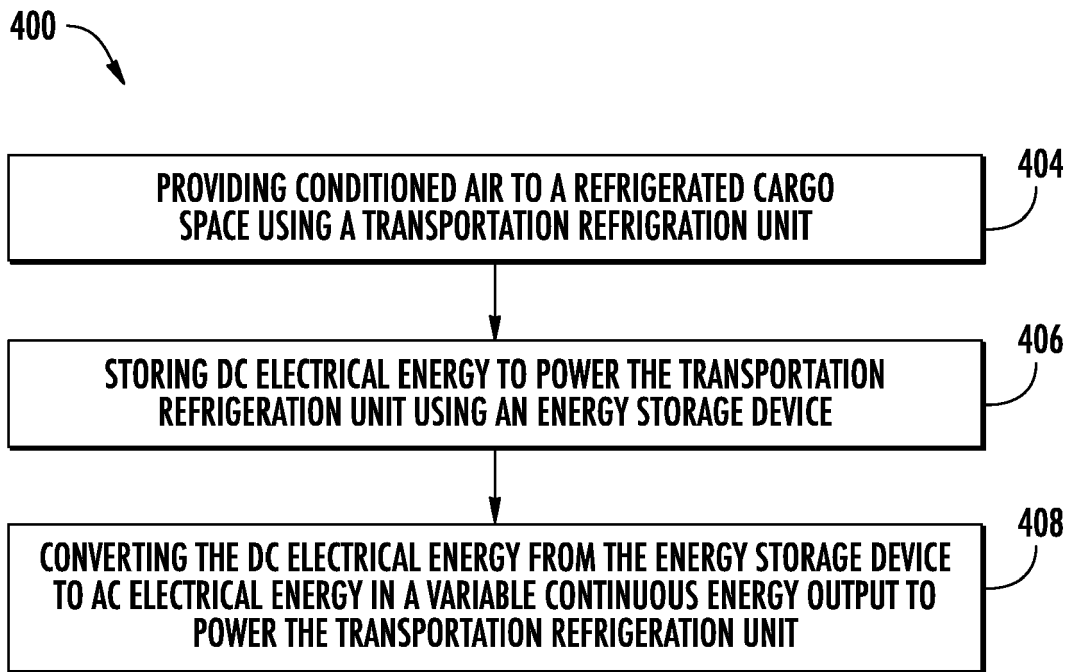 400
PROVIDING CONDITIONED AIR TO A REFRIGERATED CARGO
SPACE USING A TRANSPORTATION REFRIGRATION UNIT
404
STORING DC ELECTRICAL ENERGY TO POWER THE TRANSPORTATION
REFRIGERATION UNIT USING AN ENERGY STORAGE DEVICE
406
CONVERTING THE DC ELECTRICAL ENERGY FROM THE ENERGY STORAGE DEVICE
TO AC ELECTRICAL ENERGY IN A VARIABLE CONTINUOUS ENERGY OUTPUT TO
POWER THE TRANSPORTATION REFRIGERATION UNIT
408